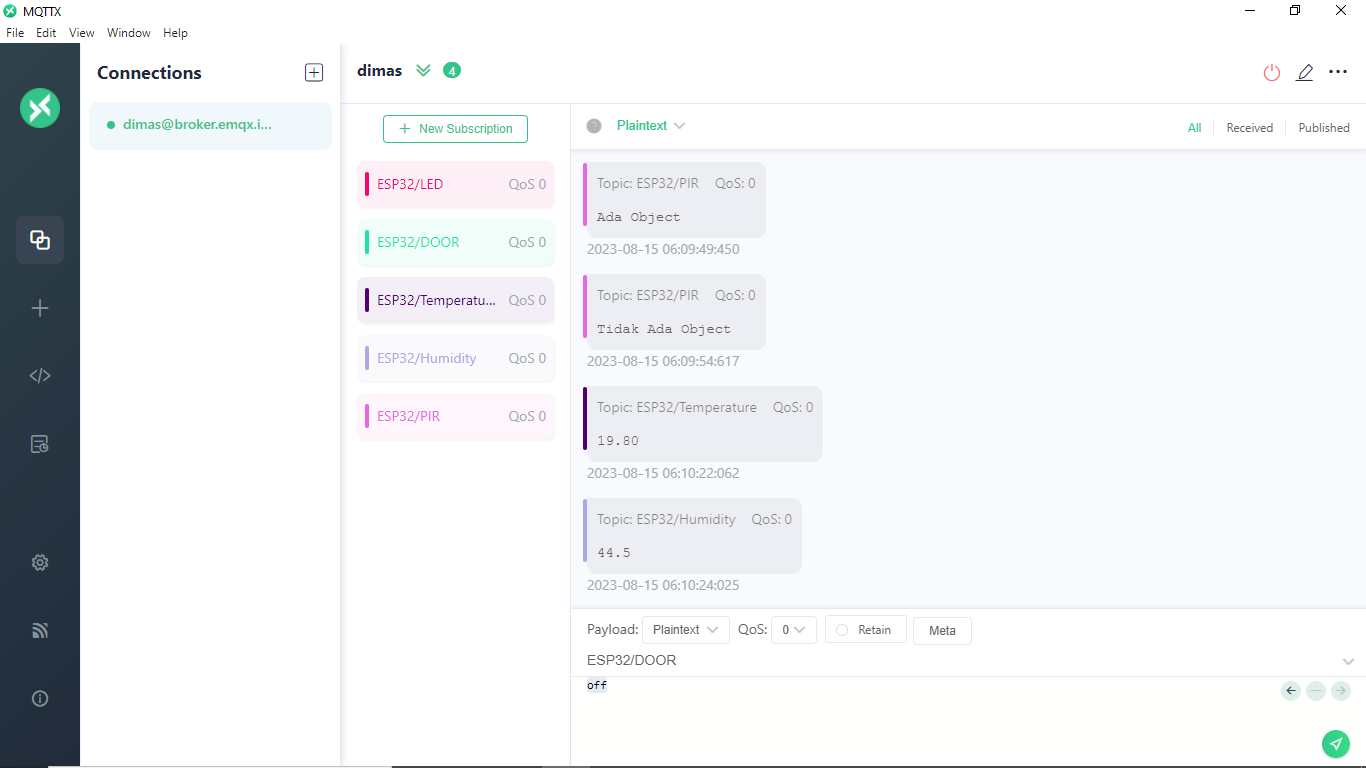 MQTTX
File Edit View Window Help
Connections
dimas@broker.emqx.i...
dimas 4
New Subscription
ESP32/LED QoS 0
ESP32/DOOR QoS 0
ESP32/Temperatu... QoS 0
ESP32/Humidity QoS 0
ESP32/PIR QoS 0
Plaintext
All Received Published
Topic: ESP32/PIR QoS: 0
Ada Object
2023-08-15 06:09:49:450
Topic: ESP32/PIR QoS: 0
Tidak Ada Object
2023-08-15 06:09:54:617
Topic: ESP32/Temperature QoS: 0
19.80
2023-08-15 06:10:22:062
Topic: ESP32/Humidity QoS: 0
44.5
2023-08-15 06:10:24:025
Payload: Plaintext QoS: 0 Retain Meta
ESP32/DOOR
off